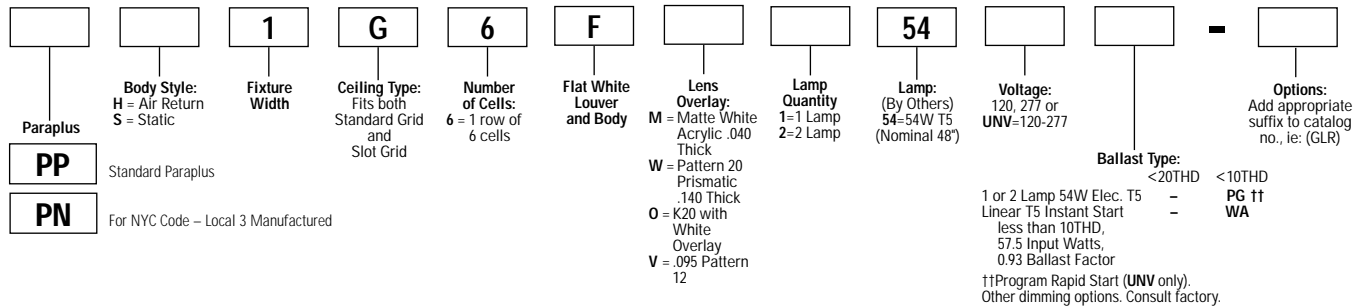 1
G
6
F
54
-
Paraplus
PP
Standard Paraplus
PN
For NYC Code – Local 3 Manufactured
Body Style:
H = Air Return
S = Static
Fixture
Width
Ceiling Type:
Fits both
Standard Grid
and
Slot Grid
Number
of Cells:
6 = 1 row of
6 cells
Flat White
Louver
and Body
Lens
Overlay:
M = Matte White
Acrylic .040
Thick
W = Pattern 20
Prismatic
.140 Thick
O = K20 with
White
Overlay
V = .095 Pattern
12
Lamp
Quantity
1=1 Lamp
2=2 Lamp
Lamp:
(By Others)
54=54W T5
(Nominal 48")
Voltage:
120, 277 or
UNV=120-277
Ballast Type:
<20THD <10THD
1 or 2 Lamp 54W Elec. T5 – PG ††
Linear T5 Instant Start – WA
less than 10THD,
57.5 Input Watts,
0.93 Ballast Factor
††Program Rapid Start (UNV only).
Other dimming options. Consult factory.
Options:
Add appropriate
suffix to catalog
no., ie: (GLR)